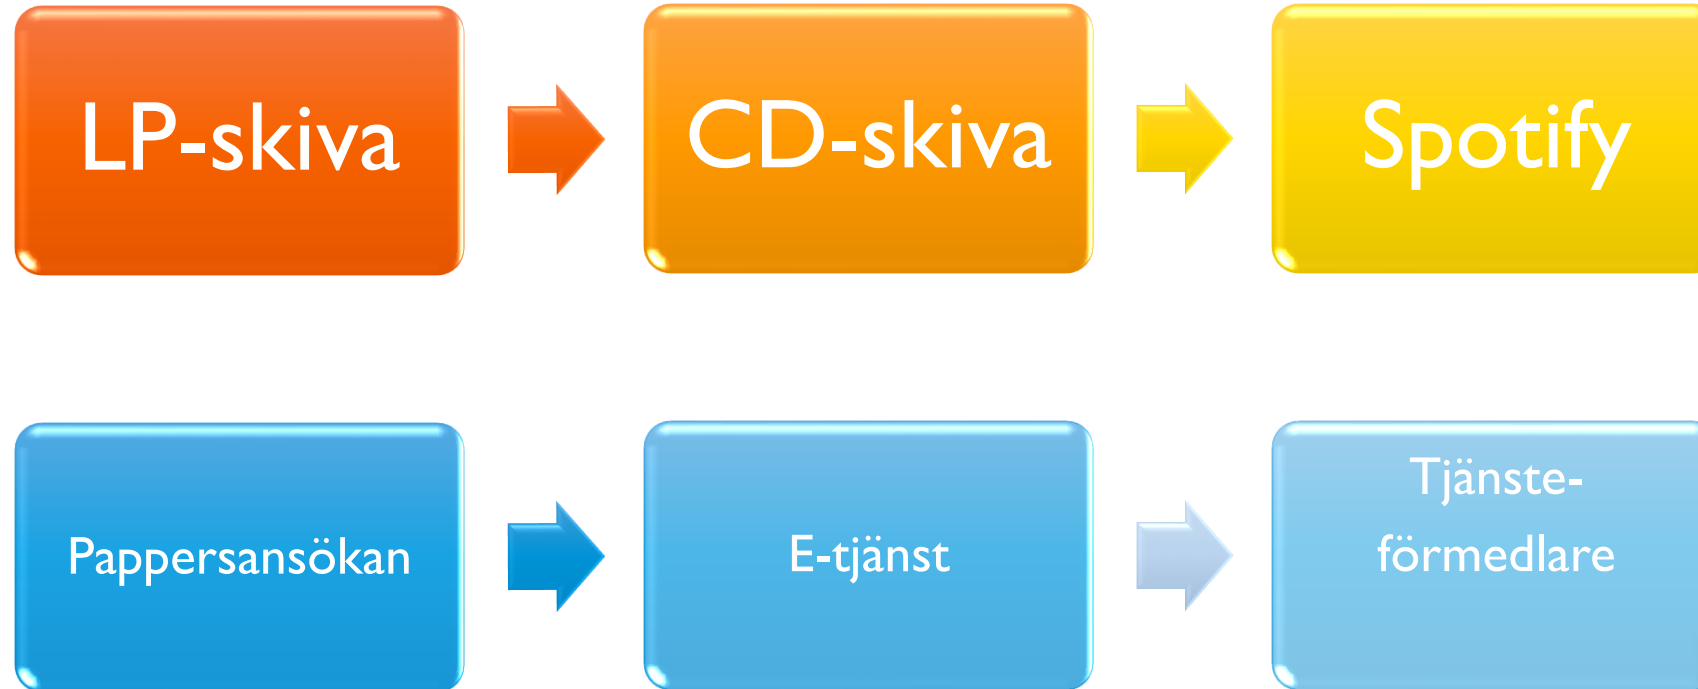 LP-skiva
CD-skiva
Spotify
Pappersansökan
E-tjänst
Tjänste-
förmedlare